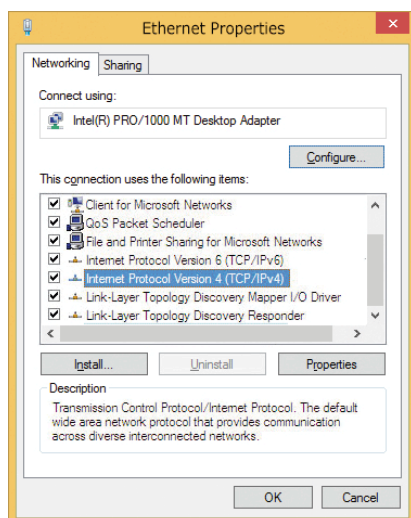 Ethernet Properties
Networking
Sharing
Connect using:
Intel(R) PRO/1000 MT Desktop Adapter
Configure...
This connection uses the following items:
Client for Microsoft Networks
QoS Packet Scheduler
File and Printer Sharing for Microsoft Networks
Internet Protocol Version 6 (TCP/IPv6)
Internet Protocol Version 4 (TCP/IPv4)
Link-Layer Topology Discovery Mapper I/O Driver
Link-Layer Topology Discovery Responder
Install...
Uninstall
Properties
Description
Transmission Control Protocol/Internet Protocol. The default
wide area network protocol that provides communication
across diverse interconnected networks.
OK
Cancel